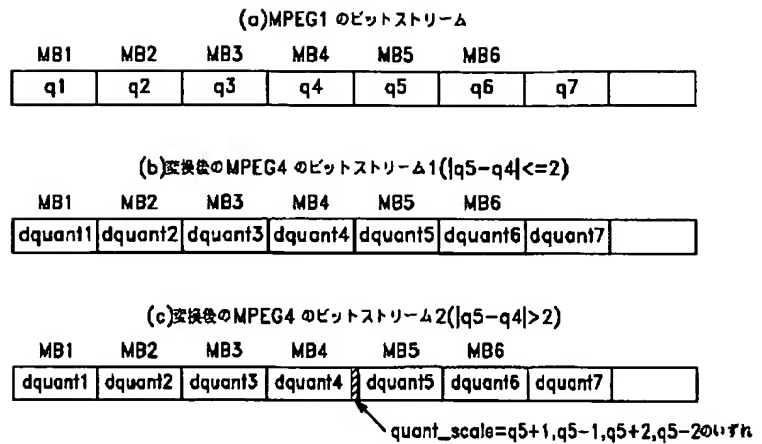 (a)MPEG1 のビットストリーム
MB1 MB2 MB3 MB4 MB5 MB6
q1 q2 q3 q4 q5 q6 q7
(b)変換後のMPEG4 のビットストリーム1(|q5-q4|<=2)
MB1 MB2 MB3 MB4 MB5 MB6
dquant1 dquant2 dquant3 dquant4 dquant5 dquant6 dquant7
(c)変換後のMPEG4 のビットストリーム2(|q5-q4|>2)
MB1 MB2 MB3 MB4 MB5 MB6
dquant1 dquant2 dquant3 dquant4 dquant5 dquant6 dquant7
quant_scale=q5+1,q5-1,q5+2,q5-2のいずれ